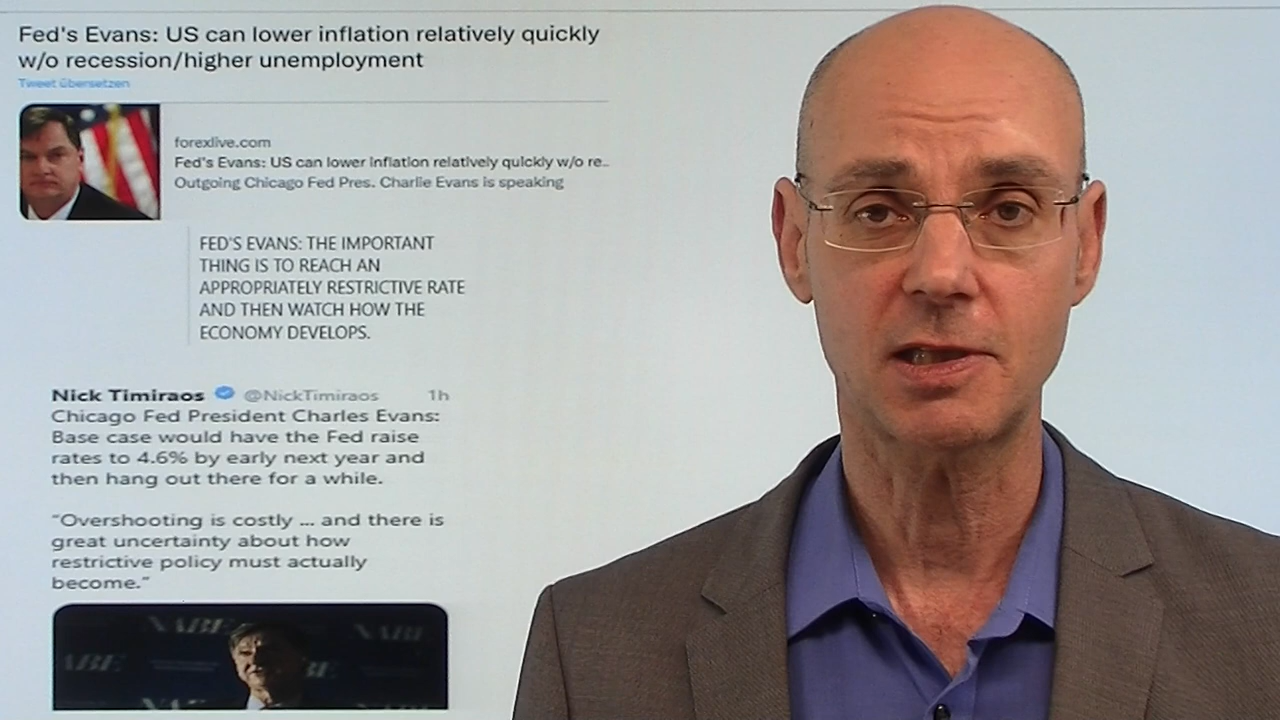 Fed's Evans: US can lower inflation relatively quickly
w/o recession/higher unemployment
Tweet übersetzen
forexlive.com
Fed's Evans: US can lower inflation relatively quickly w/o re..
Outgoing Chicago Fed Pres. Charlie Evans is speaking
FED'S EVANS: THE IMPORTANT
THING IS TO REACH AN
APPROPRIATELY RESTRICTIVE RATE
AND THEN WATCH HOW THE
ECONOMY DEVELOPS.
Nick Timiraos @NickTimiraos 1h
Chicago Fed President Charles Evans:
Base case would have the Fed raise
rates to 4.6% by early next year and
then hang out there for a while.
“Overshooting is costly ... and there is
great uncertainty about how
restrictive policy must actually
become.”
NABE